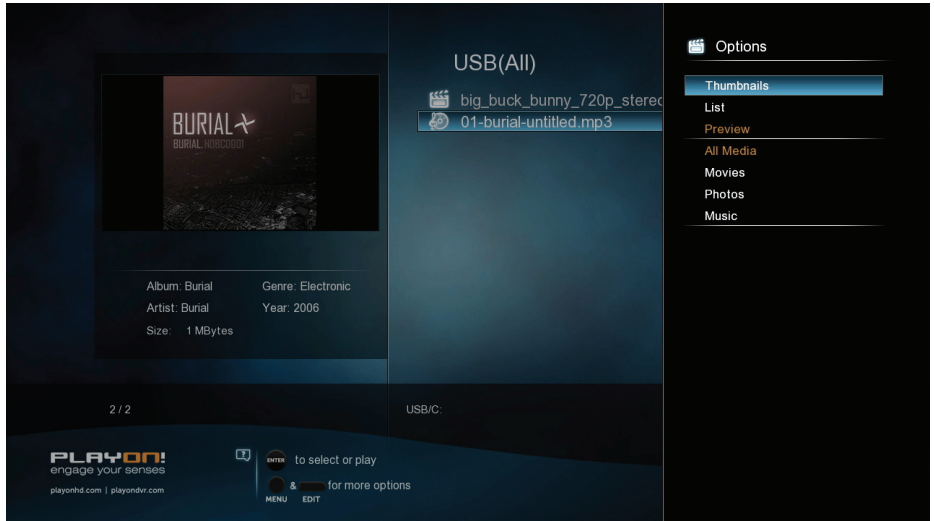 BURIAL
BURIAL. HDBCD001
Album: Burial
Genre: Electronic
Artist: Burial
Year: 2006
Size: 1 MBytes
2 / 2
USB(All)
big_buck_bunny_720p_stereo
01-burial-untitled.mp3
USB/C:
PLAYON!
engage your senses
playonhd.com | playondvr.com
?
ENTER to select or play
& for more options
MENU EDIT
Options
Thumbnails
List
Preview
All Media
Movies
Photos
Music